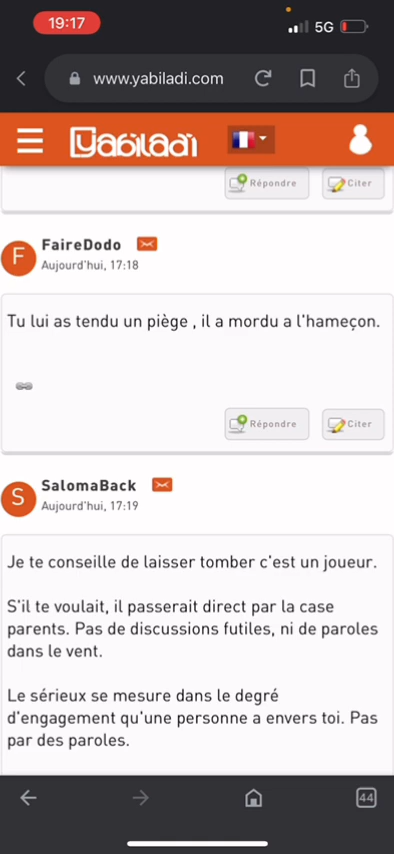 19:17
5G
www.yabiladi.com
Yabiladi
Répondre
Citer
F
FaireDodo
Aujourd'hui, 17:18
Tu lui as tendu un piège , il a mordu a l'hameçon.
Répondre
Citer
S
SalomaBack
Aujourd'hui, 17:19
Je te conseille de laisser tomber c'est un joueur.
S'il te voulait, il passerait direct par la case
parents. Pas de discussions futiles, ni de paroles
dans le vent.
Le sérieux se mesure dans le degré
d'engagement qu'une personne a envers toi. Pas
par des paroles.
44